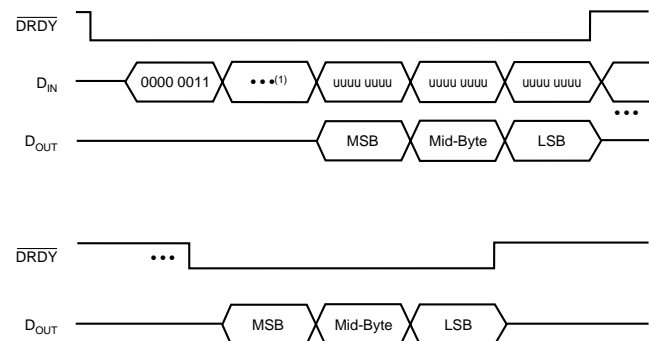 DRDY
DIN 0000 0011 •••(1) uuuu uuuu uuuu uuuu uuuu uuuu •••
DOUT MSB Mid-Byte LSB
DRDY •••
DOUT MSB Mid-Byte LSB